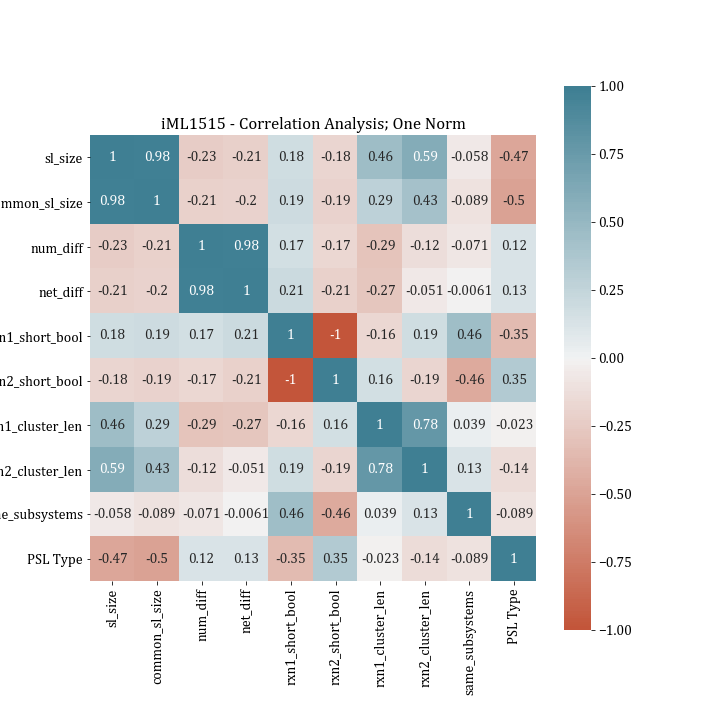 iML1515 - Correlation Analysis; One Norm
sl_size 1 0.98 -0.23 -0.21 0.18 -0.18 0.46 0.59 -0.058 -0.47
mmon_sl_size 0.98 1 -0.21 -0.2 0.19 -0.19 0.29 0.43 -0.089 -0.5
num_diff -0.23 -0.21 1 0.98 0.17 -0.17 -0.29 -0.12 -0.071 0.12
net_diff -0.21 -0.2 0.98 1 0.21 -0.21 -0.27 -0.051 -0.0061 0.13
n1_short_bool 0.18 0.19 0.17 0.21 1 -1 -0.16 0.19 0.46 -0.35
n2_short_bool -0.18 -0.19 -0.17 -0.21 -1 1 0.16 -0.19 -0.46 0.35
n1_cluster_len 0.46 0.29 -0.29 -0.27 -0.16 0.16 1 0.78 0.039 -0.023
n2_cluster_len 0.59 0.43 -0.12 -0.051 0.19 -0.19 0.78 1 0.13 -0.14
ne_subsystems -0.058 -0.089 -0.071 -0.0061 0.46 -0.46 0.039 0.13 1 -0.089
PSL Type -0.47 -0.5 0.12 0.13 -0.35 0.35 -0.023 -0.14 -0.089 1
sl_size
common_sl_size
num_diff
net_diff
rxn1_short_bool
rxn2_short_bool
rxn1_cluster_len
rxn2_cluster_len
same_subsystems
PSL Type
1.00
0.75
0.50
0.25
0.00
−0.25
−0.50
−0.75
−1.00